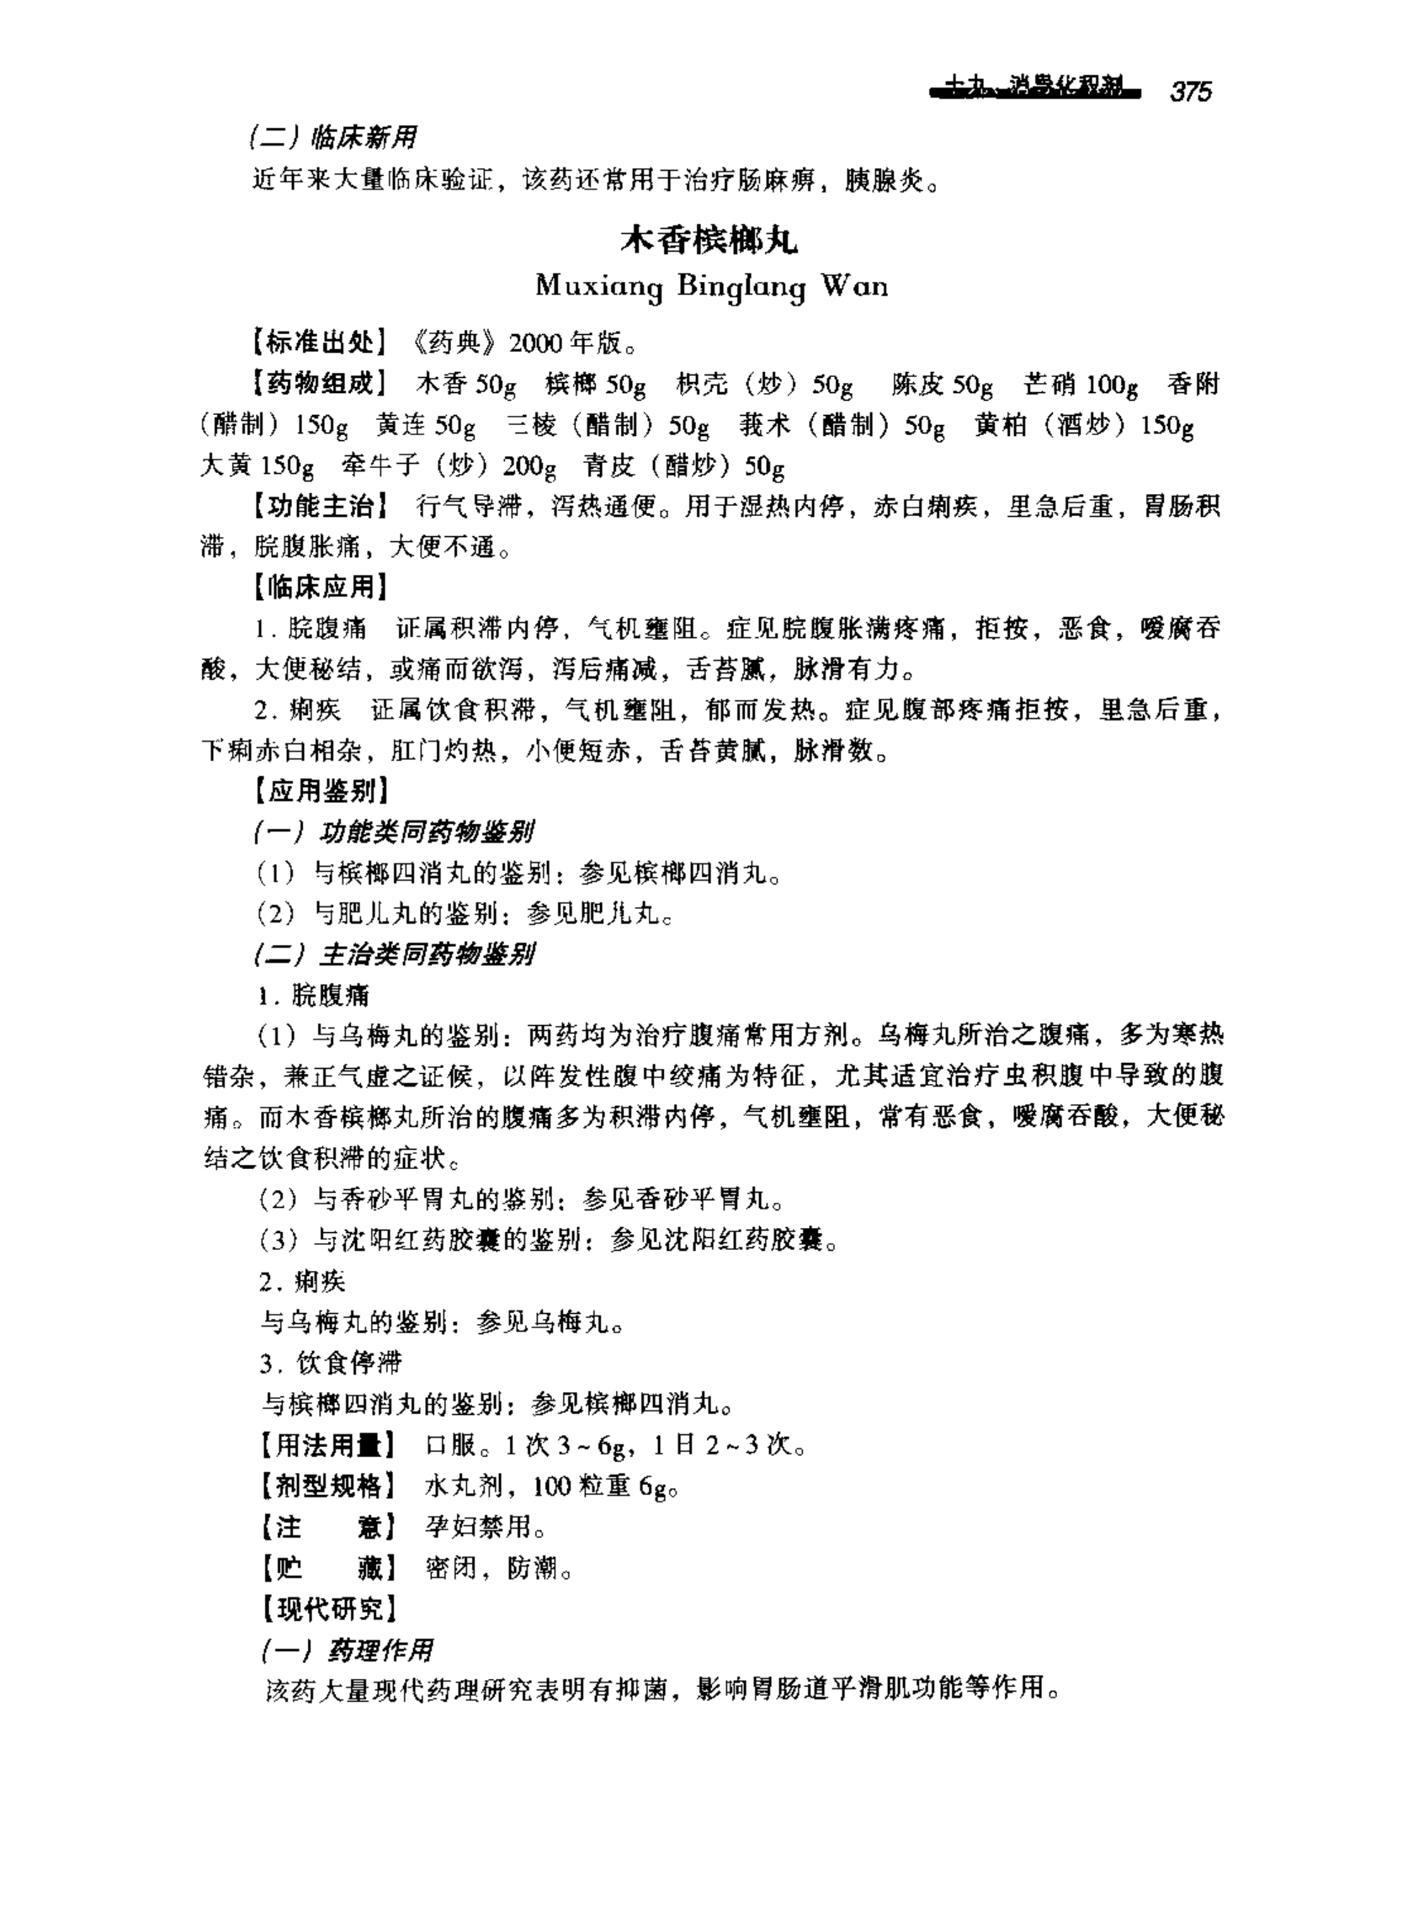 十九、消导化积剂 375
(二) 临床新用
近年来大量临床验证，该药还常用于治疗肠麻痹，胰腺炎。
木香槟榔丸
Muxiang Binglang Wan
【标准出处】 《药典》2000 年版。
【药物组成】 木香 50g 槟榔 50g 枳壳（炒）50g 陈皮 50g 芒硝 100g 香附
（醋制）150g 黄连 50g 三棱（醋制）50g 莪术（醋制）50g 黄柏（酒炒）150g
大黄 150g 牵牛子（炒）200g 青皮（醋炒）50g
【功能主治】 行气导滞，泻热通便。用于湿热内停，赤白痢疾，里急后重，胃肠积
滞，脘腹胀痛，大便不通。
【临床应用】
1. 脘腹痛 证属积滞内停，气机壅阻。症见脘腹胀满疼痛，拒按，恶食，嗳腐吞
酸，大便秘结，或痛而欲泻，泻后痛减，舌苔腻，脉滑有力。
2. 痢疾 证属饮食积滞，气机壅阻，郁而发热。症见腹部疼痛拒按，里急后重，
下痢赤白相杂，肛门灼热，小便短赤，舌苔黄腻，脉滑数。
【应用鉴别】
(一) 功能类同药物鉴别
（1）与槟榔四消丸的鉴别：参见槟榔四消丸。
（2）与肥儿丸的鉴别：参见肥儿丸。
(二) 主治类同药物鉴别
1. 脘腹痛
（1）与乌梅丸的鉴别：两药均为治疗腹痛常用方剂。乌梅丸所治之腹痛，多为寒热
错杂，兼正气虚之证候，以阵发性腹中绞痛为特征，尤其适宜治疗虫积腹中导致的腹
痛。而木香槟榔丸所治的腹痛多为积滞内停，气机壅阻，常有恶食，嗳腐吞酸，大便秘
结之饮食积滞的症状。
（2）与香砂平胃丸的鉴别：参见香砂平胃丸。
（3）与沈阳红药胶囊的鉴别：参见沈阳红药胶囊。
2. 痢疾
与乌梅丸的鉴别：参见乌梅丸。
3. 饮食停滞
与槟榔四消丸的鉴别：参见槟榔四消丸。
【用法用量】 口服。1 次 3~6g，1 日 2~3 次。
【剂型规格】 水丸剂，100 粒重 6g。
【注 意】 孕妇禁用。
【贮 藏】 密闭，防潮。
【现代研究】
(一) 药理作用
该药大量现代药理研究表明有抑菌，影响胃肠道平滑肌功能等作用。